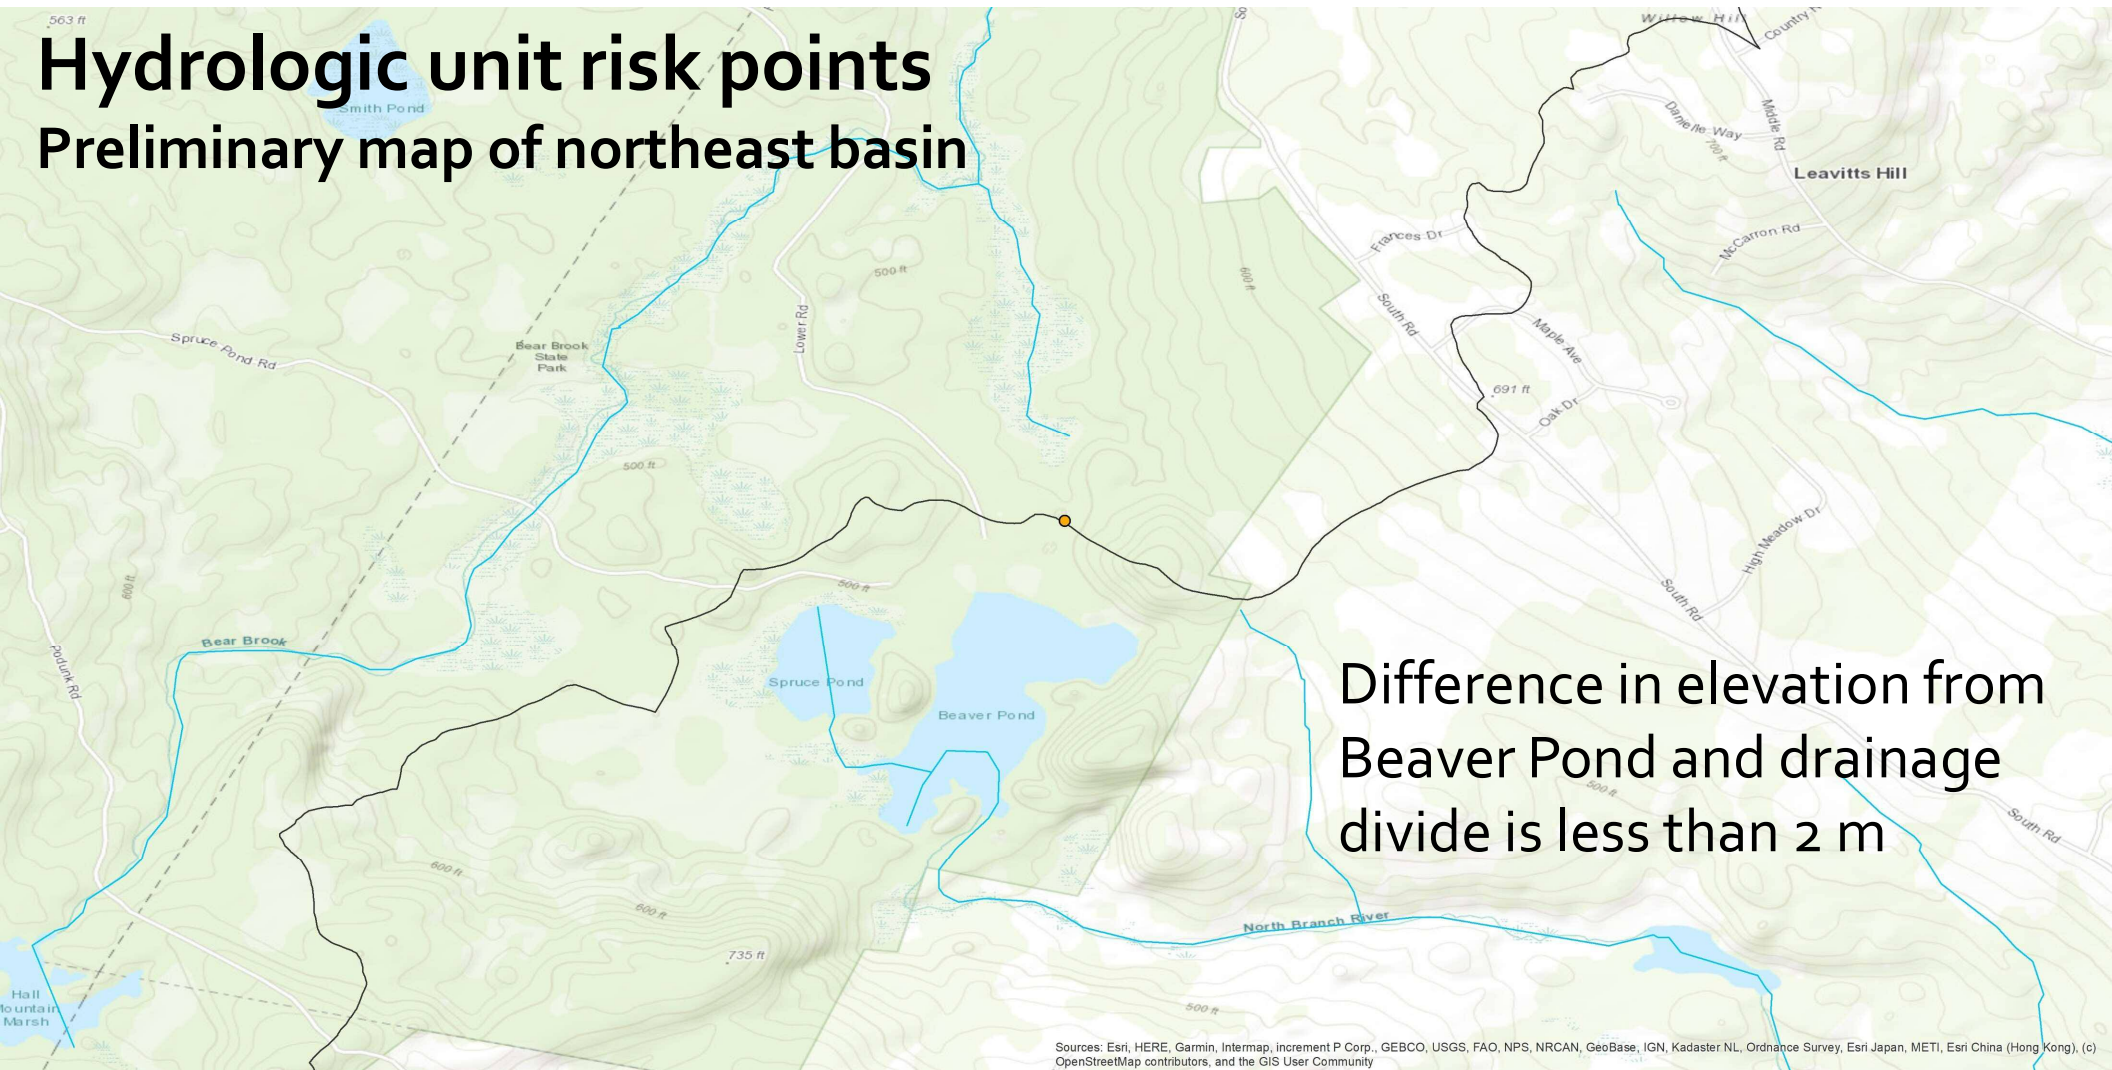 563 ft
Hydrologic unit risk points
Smith Pond
Preliminary map of northeast basin
Willow Hill
Danielle Way
Middle Rd
700 ft
Leavitts Hill
McCarron Rd
Frances Dr
500 ft
600 ft
Lower Rd
South Rd
Maple Ave
Spruce Pond Rd
Bear Brook
State
Park
691 ft
Oak Dr
500 ft
High Meadow Dr
600 ft
500 ft
South Rd
Bear Brook
Podunk Rd
Spruce Pond
Beaver Pond
Difference in elevation from
Beaver Pond and drainage
divide is less than 2 m
500 ft
South Rd
600 ft
600 ft
North Branch River
735 ft
Hall
Mountain
Marsh
500 ft
Sources: Esri, HERE, Garmin, Intermap, increment P Corp., GEBCO, USGS, FAO, NPS, NRCAN, GeoBase, IGN, Kadaster NL, Ordnance Survey, Esri Japan, METI, Esri China (Hong Kong), (c)
OpenStreetMap contributors, and the GIS User Community